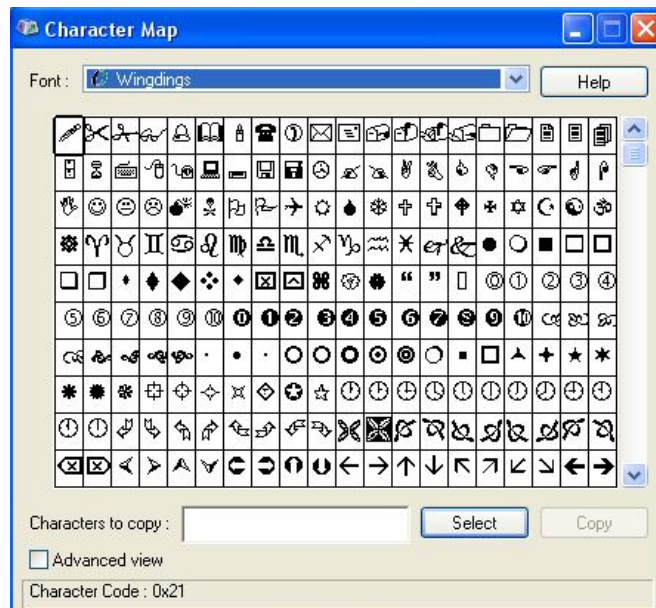 Character Map
Font : Wingdings Help
Characters to copy : Select Copy
Advanced view
Character Code : 0x21